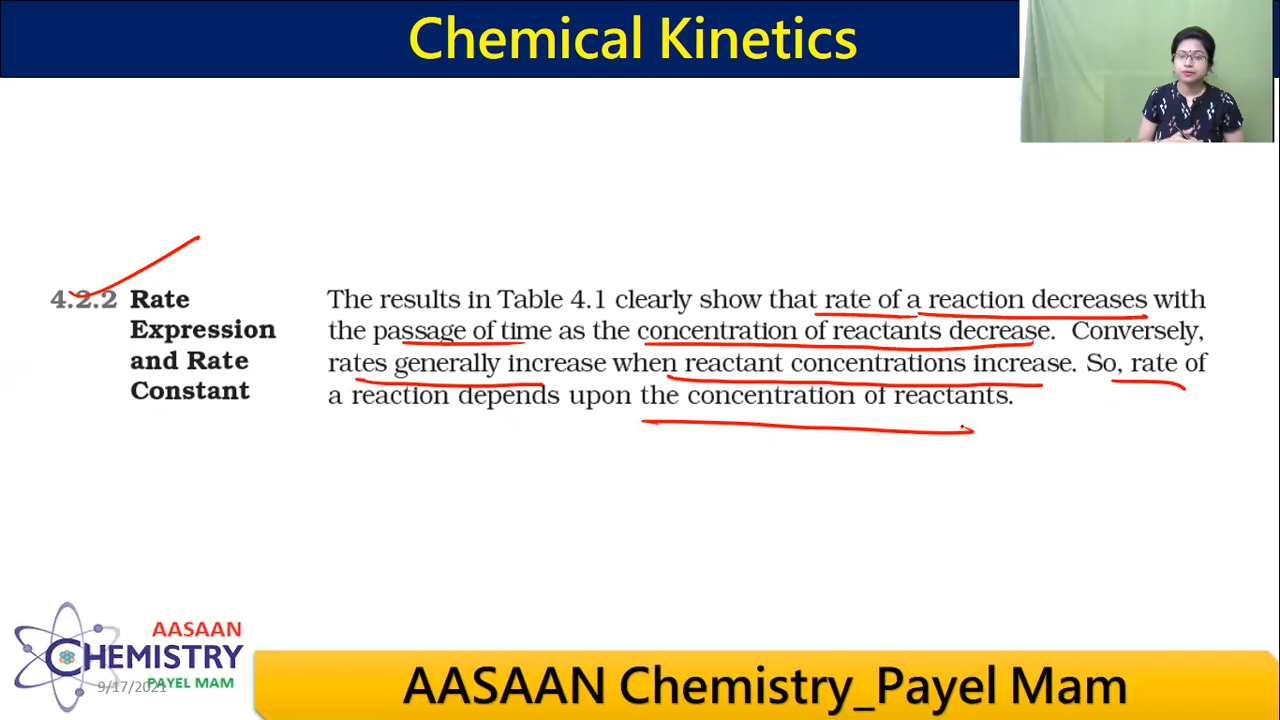 Chemical Kinetics
4.2.2 Rate
Expression
and Rate
Constant
The results in Table 4.1 clearly show that rate of a reaction decreases with
the passage of time as the concentration of reactants decrease. Conversely,
rates generally increase when reactant concentrations increase. So, rate of
a reaction depends upon the concentration of reactants.
AASAAN
CHEMISTRY
PAYEL MAM
9/17/2021
AASAAN Chemistry_Payel Mam